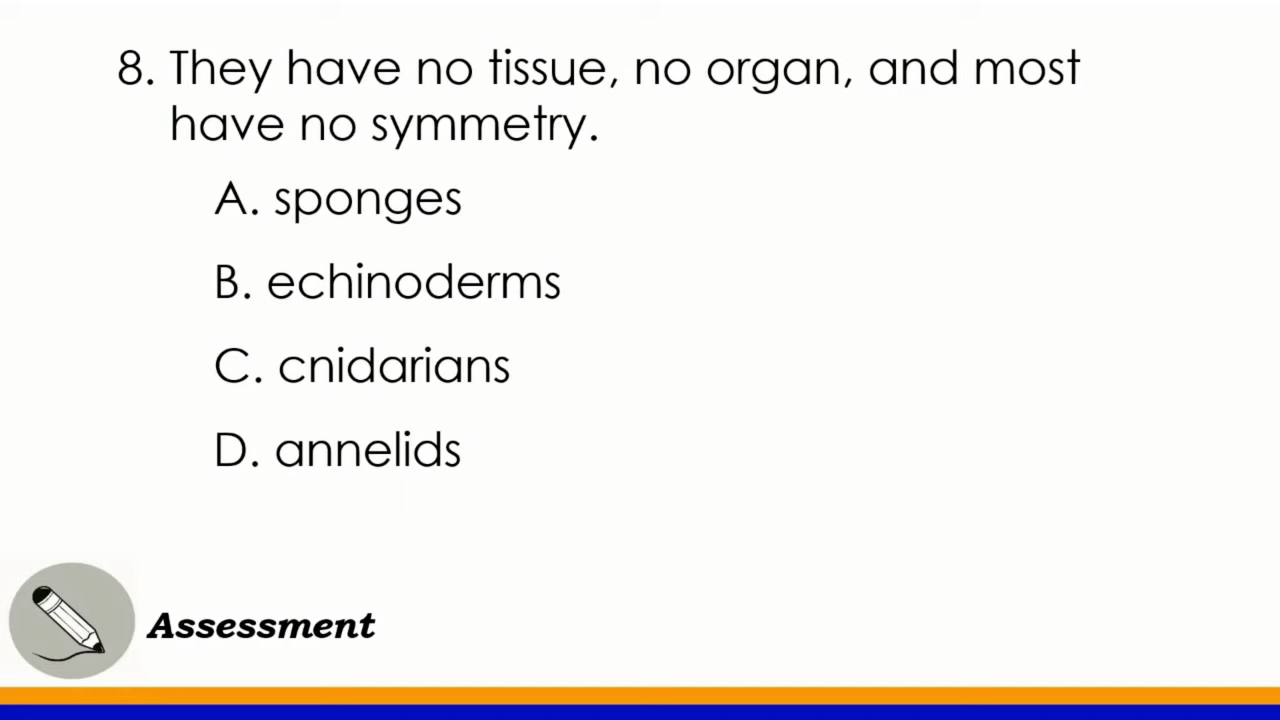 8. They have no tissue, no organ, and most
have no symmetry.
A. sponges
B. echinoderms
C. cnidarians
D. annelids
Assessment